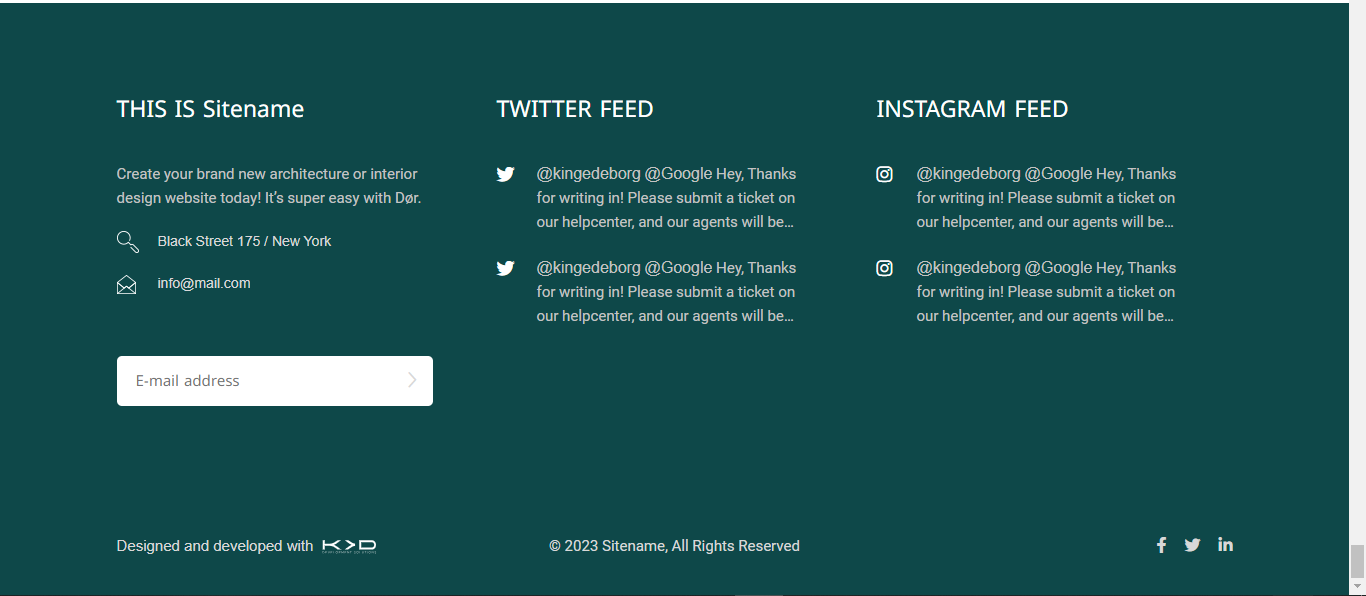 THIS IS Sitename
Create your brand new architecture or interior
design website today! It's super easy with Dør.
Black Street 175 / New York
info@mail.com
E-mail address
TWITTER FEED
@kingedeborg @Google Hey, Thanks
for writing in! Please submit a ticket on
our helpcenter, and our agents will be...
@kingedeborg @Google Hey, Thanks
for writing in! Please submit a ticket on
our helpcenter, and our agents will be...
INSTAGRAM FEED
@kingedeborg @Google Hey, Thanks
for writing in! Please submit a ticket on
our helpcenter, and our agents will be...
@kingedeborg @Google Hey, Thanks
for writing in! Please submit a ticket on
our helpcenter, and our agents will be...
Designed and developed with
© 2023 Sitename, All Rights Reserved